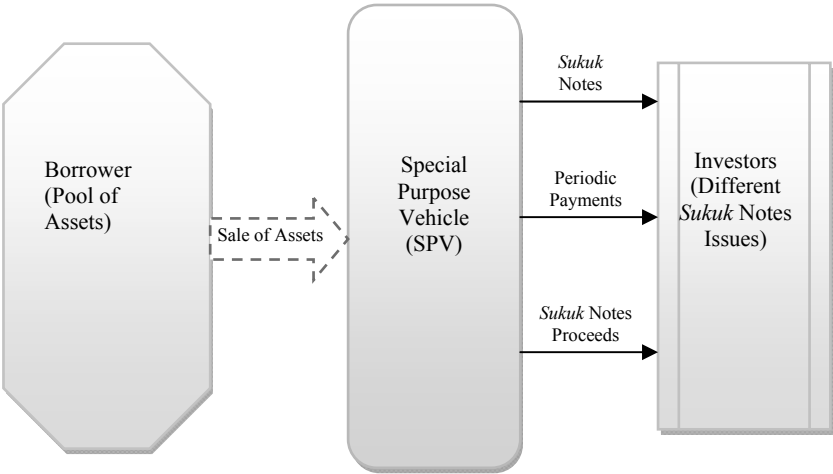 Borrower
(Pool of
Assets)
Sale of Assets
Special
Purpose
Vehicle
(SPV)
Sukuk
Notes
Periodic
Payments
Sukuk Notes
Proceeds
Investors
(Different
Sukuk Notes
Issues)